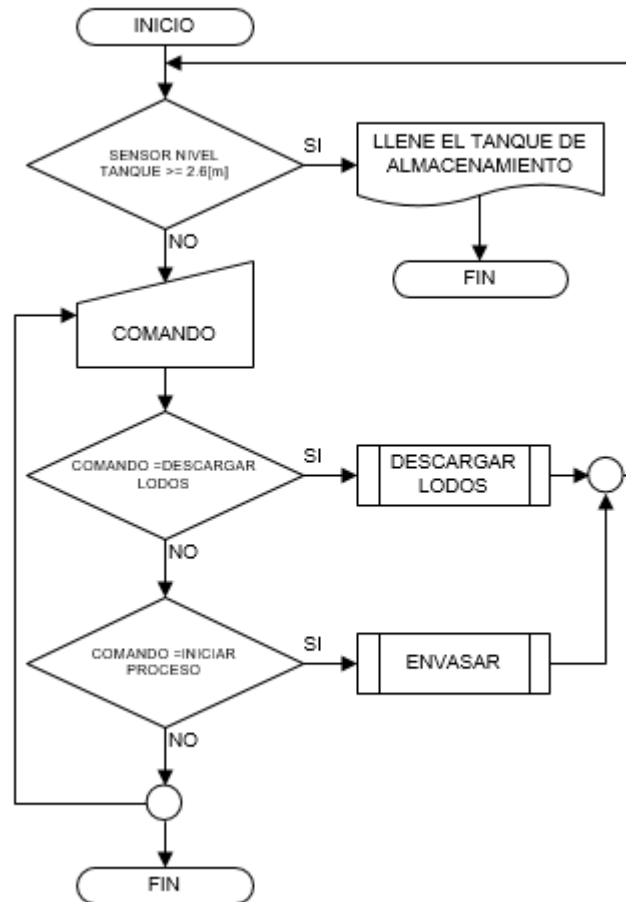 INICIO
SENSOR NIVEL
TANQUE >= 2.6[m]
SI
LLENE EL TANQUE DE
ALMACENAMIENTO
NO
FIN
COMANDO
COMANDO =DESCARGAR
LODOS
SI
DESCARGAR
LODOS
NO
COMANDO =INICIAR
PROCESO
SI
ENVASAR
NO
FIN